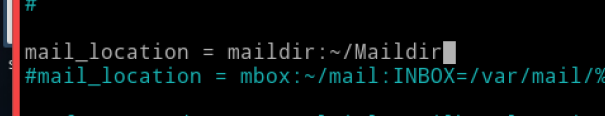 #
mail_location = maildir:~/Maildir
#mail_location = mbox:~/mail:INBOX=/var/mail/%